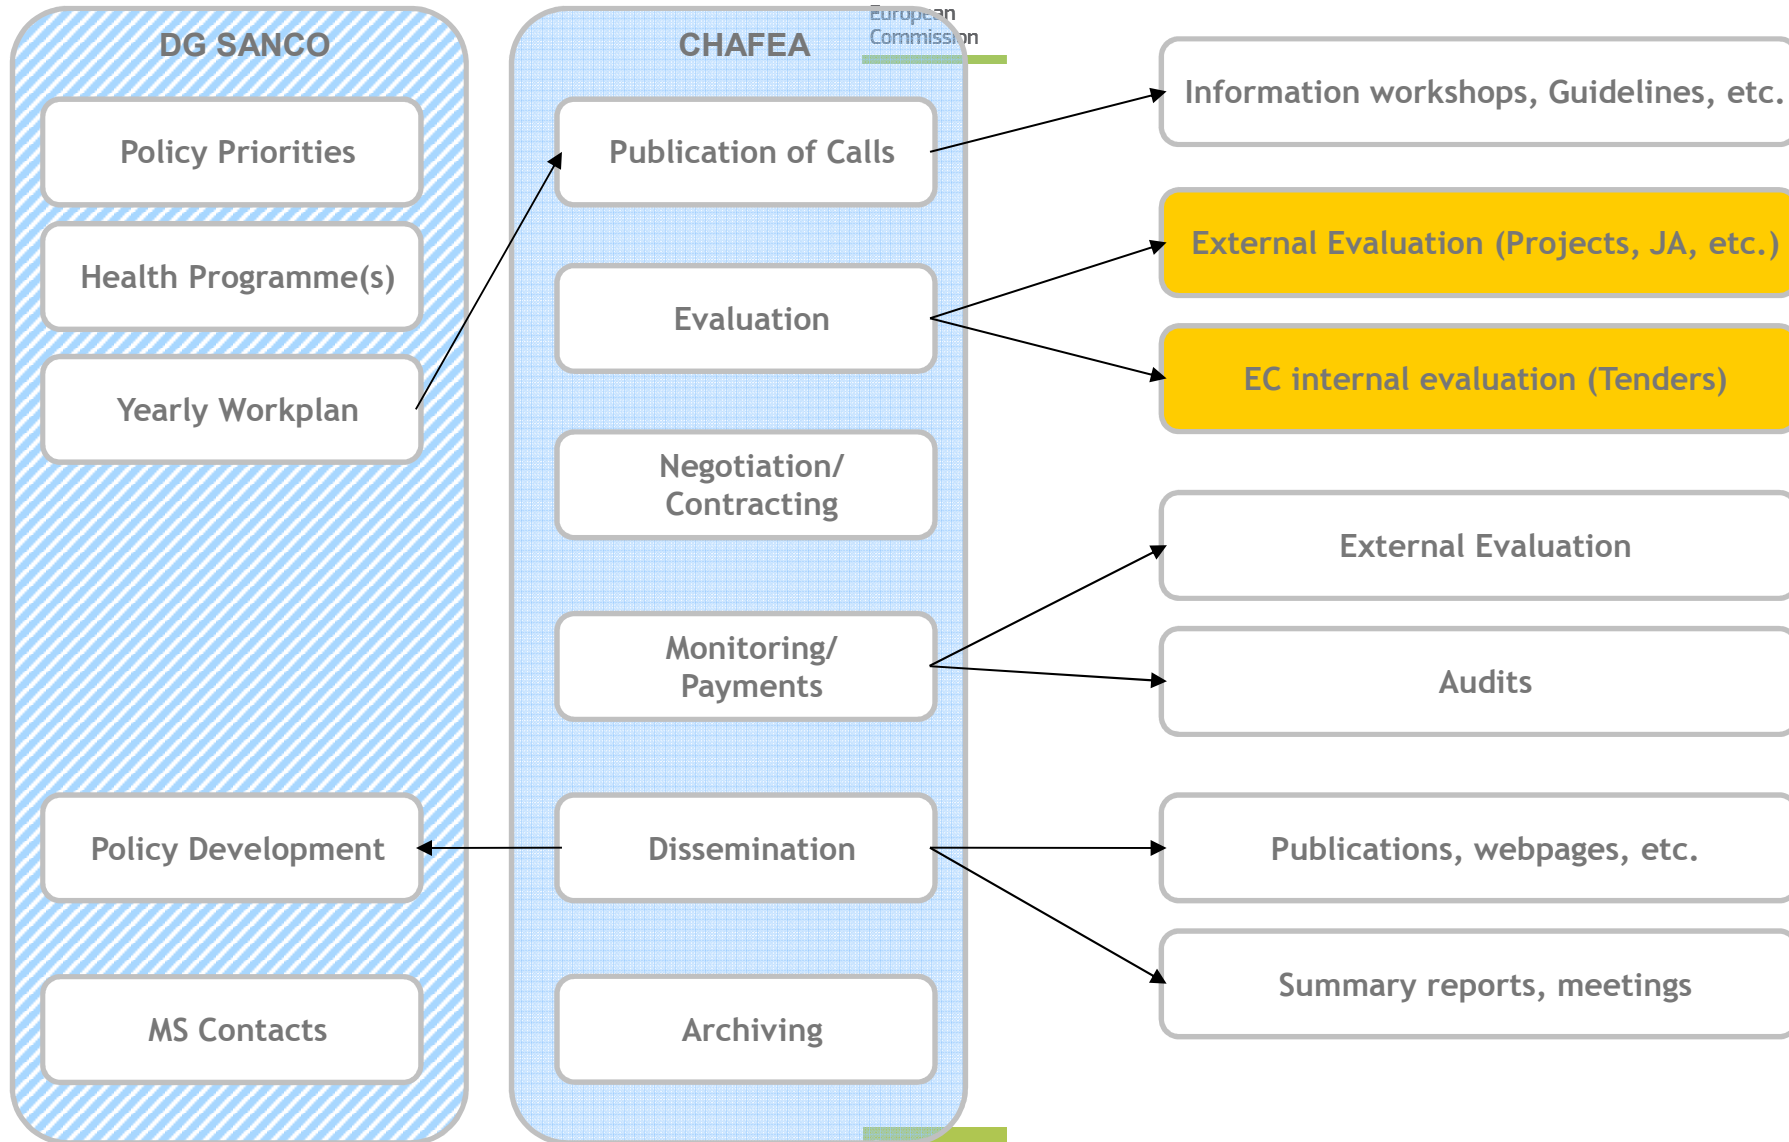 European
Commission
DG SANCO
Policy Priorities
Health Programme(s)
Yearly Workplan
Policy Development
MS Contacts
CHAFEA
Publication of Calls
Evaluation
Negotiation/
Contracting
Monitoring/
Payments
Dissemination
Archiving
Information workshops, Guidelines, etc.
External Evaluation (Projects, JA, etc.)
EC internal evaluation (Tenders)
External Evaluation
Audits
Publications, webpages, etc.
Summary reports, meetings